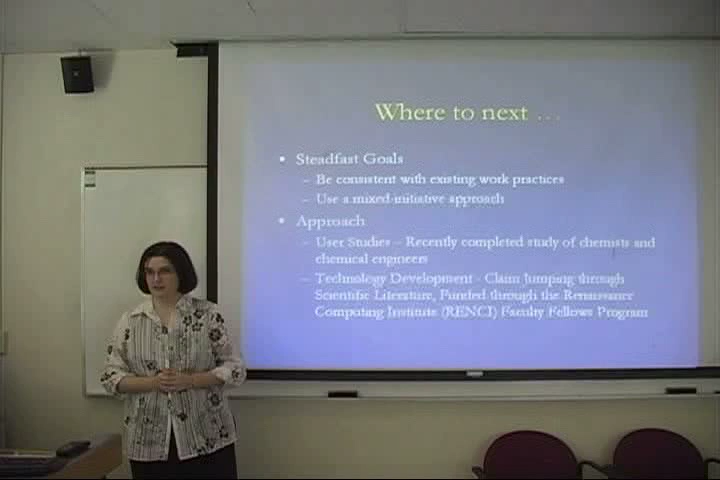 Where to next ...
• Steadfast Goals
– Be consistent with existing work practices
– Use a mixed-initiative approach
• Approach
– User Studies – Recently completed study of chemists and
chemical engineers
– Technology Development - Claim Jumping through
Scientific Literature, Funded through the Renaissance
Computing Institute (RENCI) Faculty Fellows Program